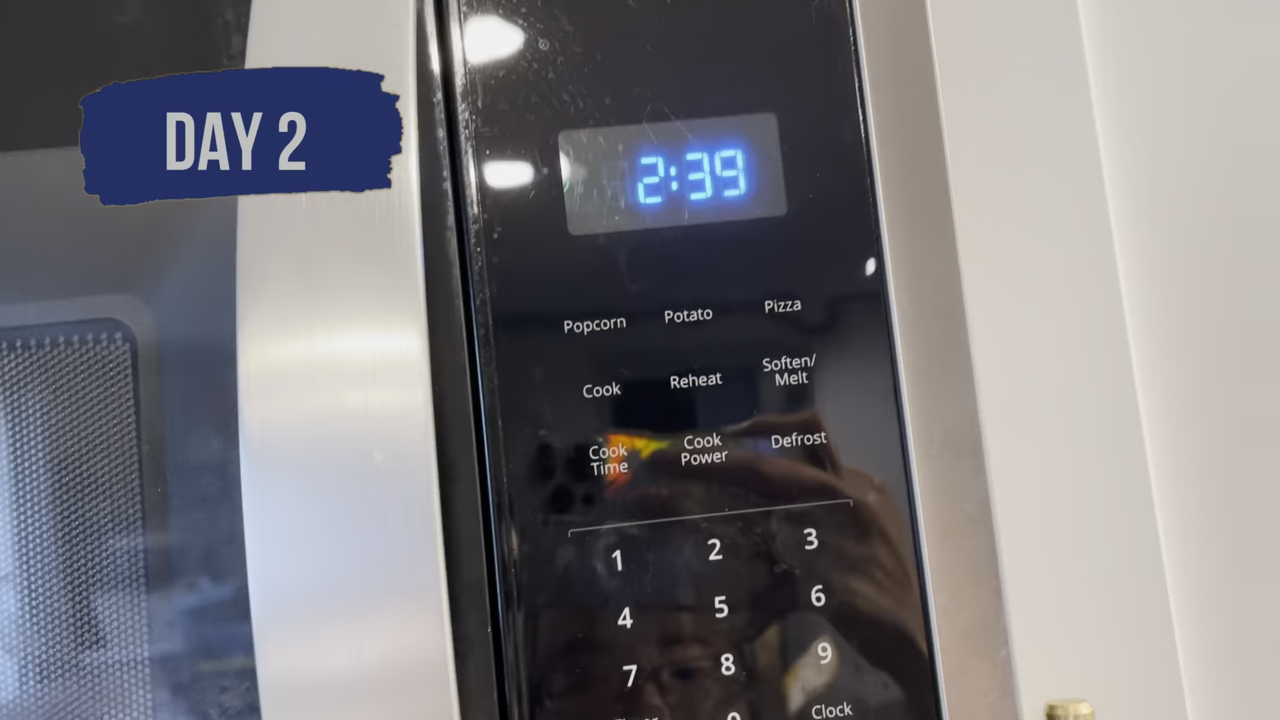 DAY 2
2:39
Popcorn Potato Pizza
Cook Reheat Soften/
Melt
Cook
Time
Cook
Power
Defrost
1 2 3
4 5 6
7 8 9
Clock